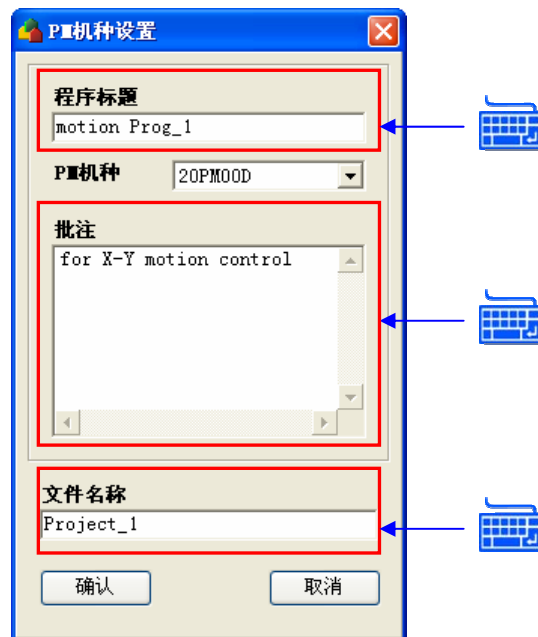 PM机种设置
程序标题
motion Prog_1
PM机种 20PM00D
批注
for X-Y motion control
文件名称
Project_1
确认 取消